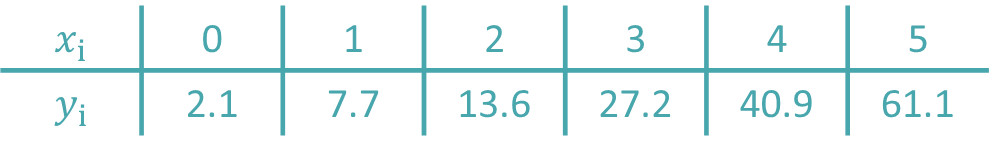 xᵢ 0 1 2 3 4 5
yᵢ 2.1 7.7 13.6 27.2 40.9 61.1